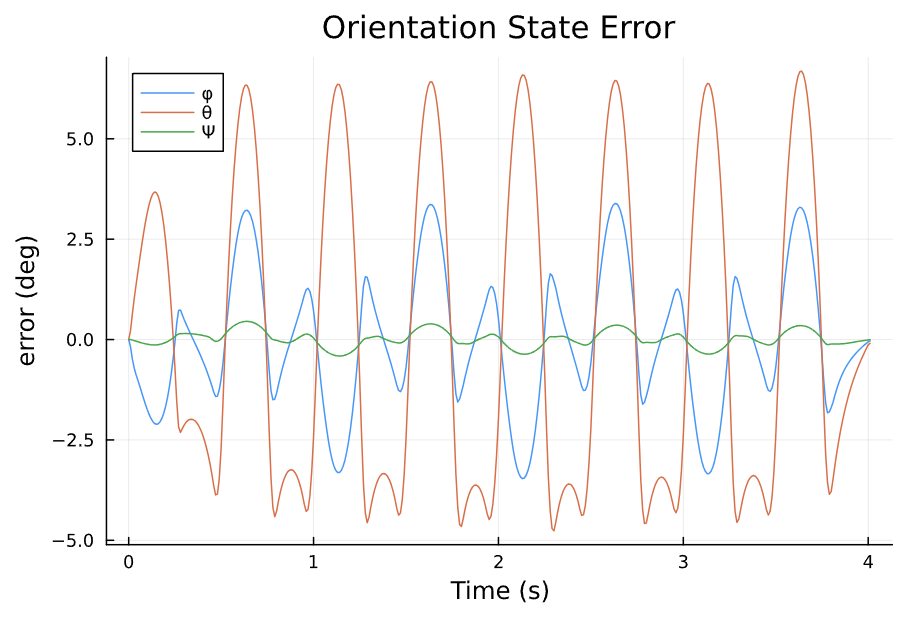 Orientation State Error
φ
θ
Ψ
error (deg)
5.0
2.5
0.0
−2.5
−5.0
0 1 2 3 4
Time (s)